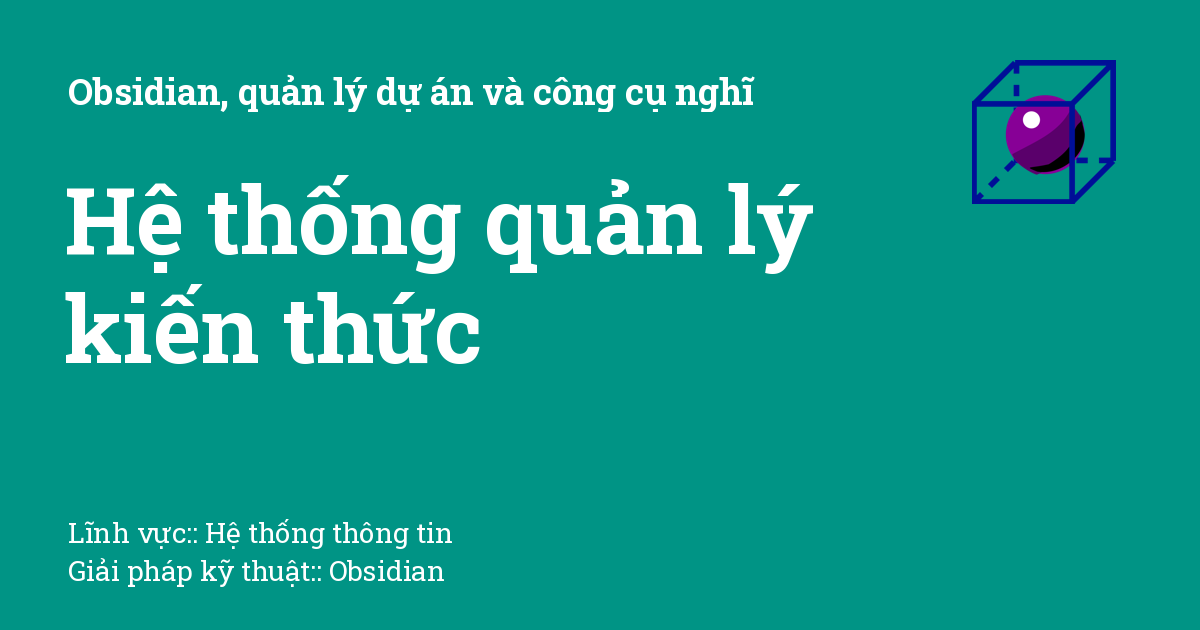 Obsidian, quản lý dự án và công cụ nghĩ
Hệ thống quản lý
kiến thức
Lĩnh vực:: Hệ thống thông tin
Giải pháp kỹ thuật:: Obsidian